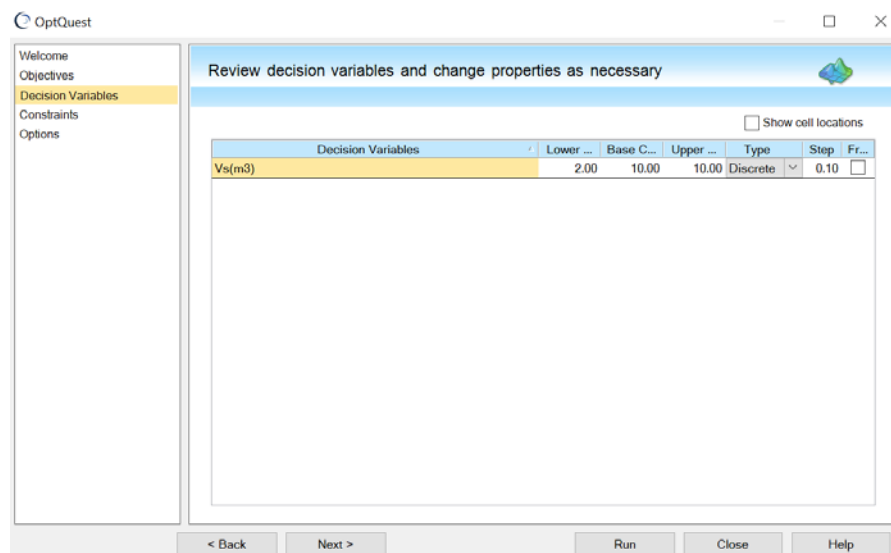 OptQuest
Welcome
Objectives
Decision Variables
Constraints
Options
Review decision variables and change properties as necessary
Show cell locations
Decision Variables Lower ... Base C... Upper ... Type Step Fr...
Vs(m3) 2.00 10.00 10.00 Discrete 0.10
< Back Next > Run Close Help